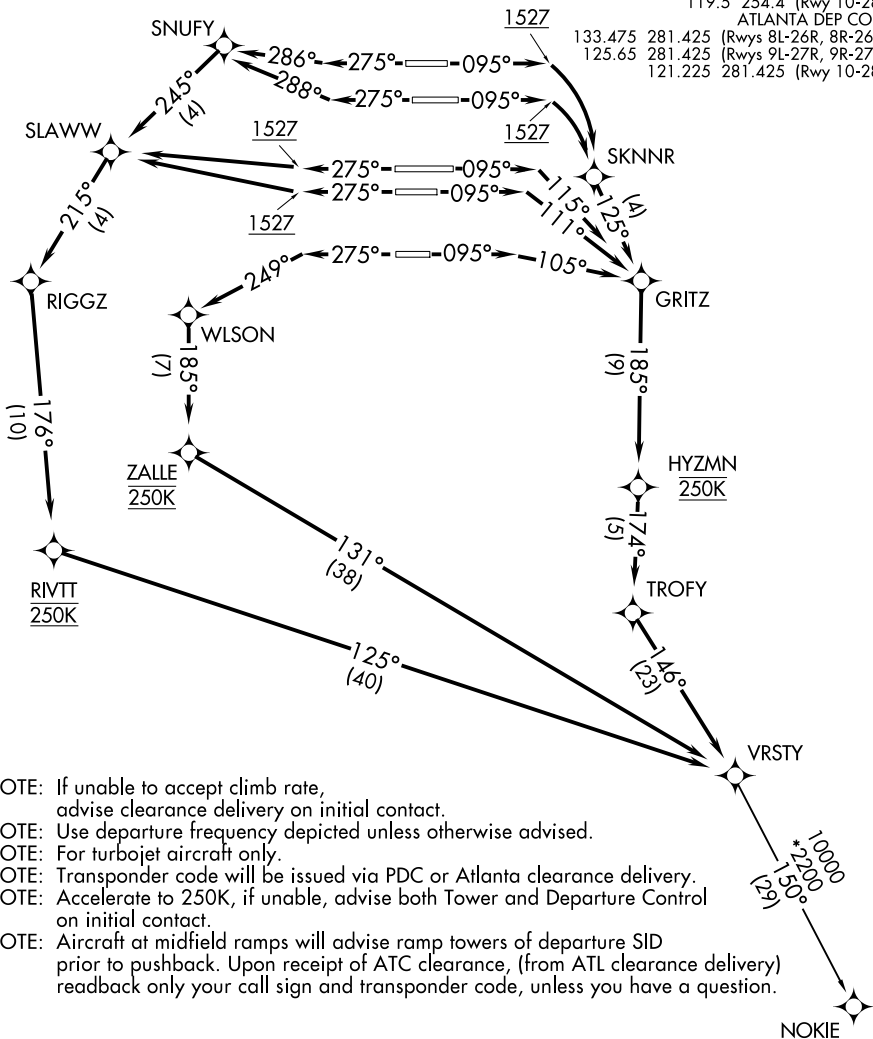 119.5 254.4 (Rwy 10-28
ATLANTA DEP CO
133.475 281.425 (Rwys 8L-26R, 8R-26
125.65 281.425 (Rwys 9L-27R, 9R-27
121.225 281.425 (Rwy 10-28
SNUFY
1527
286°
275°
095°
288°
275°
095°
245°
(4)
1527
SLAWW
1527
SKNNR
275°
095°
275°
095°
1527
115°
111°
125°
(4)
215°
(4)
249°
275°
095°
105°
RIGGZ
WLSON
GRITZ
185°
(7)
185°
(9)
176°
(10)
ZALLE
250K
HYZMN
250K
174°
(5)
131°
(38)
RIVTT
250K
TROFY
125°
(40)
146°
(23)
VRSTY
OTE: If unable to accept climb rate,
advise clearance delivery on initial contact.
OTE: Use departure frequency depicted unless otherwise advised.
OTE: For turbojet aircraft only.
OTE: Transponder code will be issued via PDC or Atlanta clearance delivery.
OTE: Accelerate to 250K, if unable, advise both Tower and Departure Control
on initial contact.
OTE: Aircraft at midfield ramps will advise ramp towers of departure SID
prior to pushback. Upon receipt of ATC clearance, (from ATL clearance delivery)
readback only your call sign and transponder code, unless you have a question.
10000
*2200
150°
(29)
NOKIE